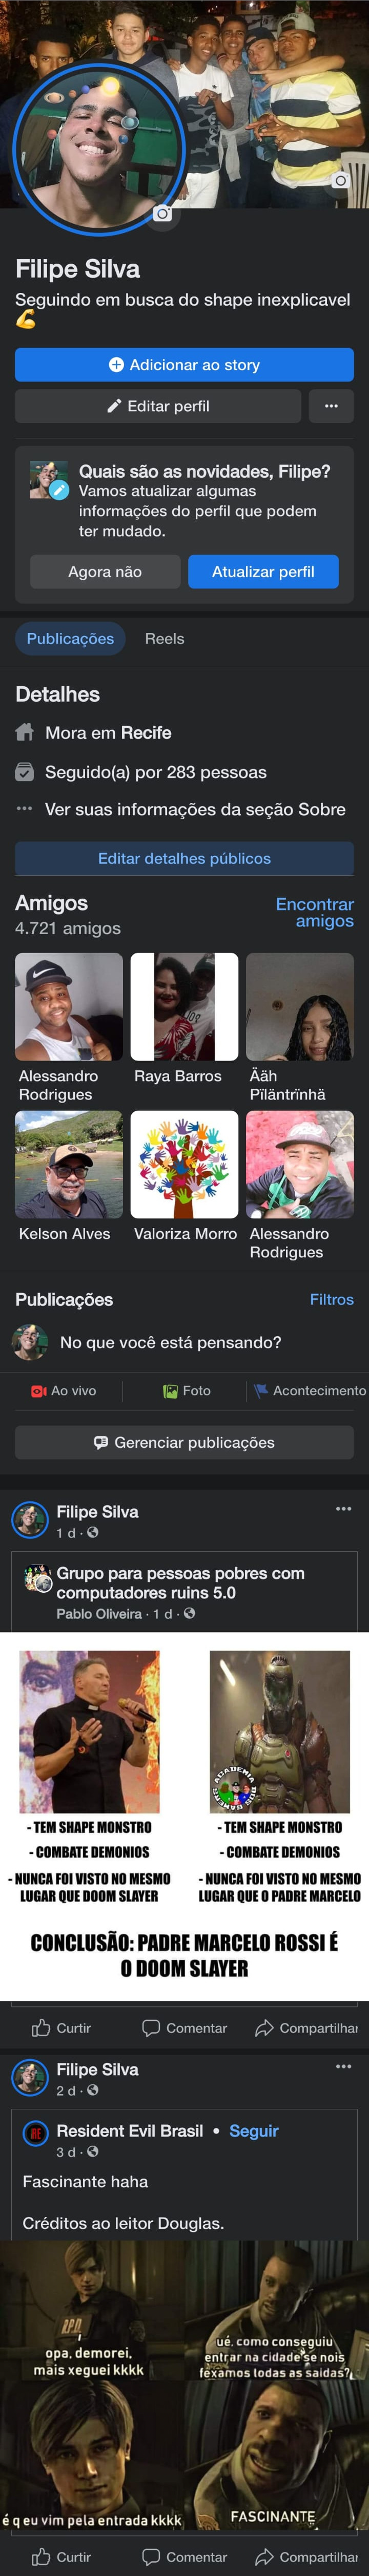 Filipe Silva
Seguindo em busca do shape inexplicavel
💪
Adicionar ao story
Editar perfil
Quais são as novidades, Filipe?
Vamos atualizar algumas
informações do perfil que podem
ter mudado.
Agora não
Atualizar perfil
Publicações
Reels
Detalhes
Mora em Recife
Seguido(a) por 283 pessoas
Ver suas informações da seção Sobre
Editar detalhes públicos
Amigos
Encontrar
amigos
4.721 amigos
Alessandro
Rodrigues
Raya Barros
Ääh
Pïläntrïnhä
Kelson Alves
Valoriza Morro
Alessandro
Rodrigues
Publicações
Filtros
No que você está pensando?
Ao vivo
Foto
Acontecimento
Gerenciar publicações
Filipe Silva
1 d ·
Grupo para pessoas pobres com
computadores ruins 5.0
Pablo Oliveira · 1 d ·
ACADEMIA DOS GAMERS
- TEM SHAPE MONSTRO
- COMBATE DEMONIOS
- NUNCA FOI VISTO NO MESMO
LUGAR QUE DOOM SLAYER
- TEM SHAPE MONSTRO
- COMBATE DEMONIOS
- NUNCA FOI VISTO NO MESMO
LUGAR QUE O PADRE MARCELO
CONCLUSÃO: PADRE MARCELO ROSSI É
O DOOM SLAYER
Curtir
Comentar
Compartilhar
Filipe Silva
2 d ·
RE
Resident Evil Brasil • Seguir
3 d ·
Fascinante haha
Créditos ao leitor Douglas.
R.P.D.
opa, demorei,
mais xeguei kkkk
ué, como conseguiu
entrar na cidade se nois
fexamos todas as saidas?
é q eu vim pela entrada kkkk
FASCINANTE
Curtir
Comentar
Compartilhar